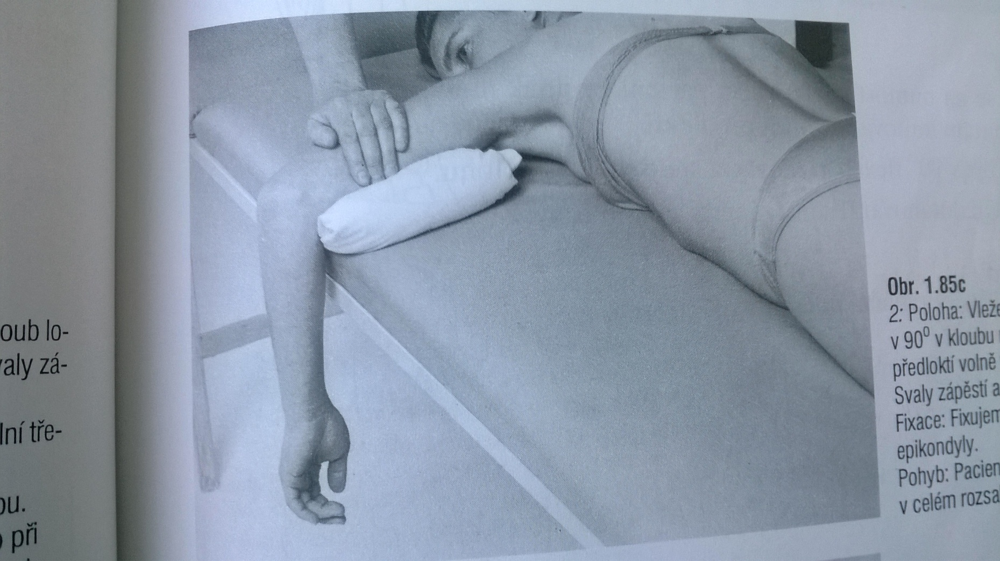 oub lo-
valy zá-
lní tře-
ou.
při
Obr. 1.85c
2: Poloha: Vleže
v 90⁰ v kloubu
předloktí volně
Svaly zápěstí a
Fixace: Fixujem
epikondyly.
Pohyb: Pacien
v celém rozsa